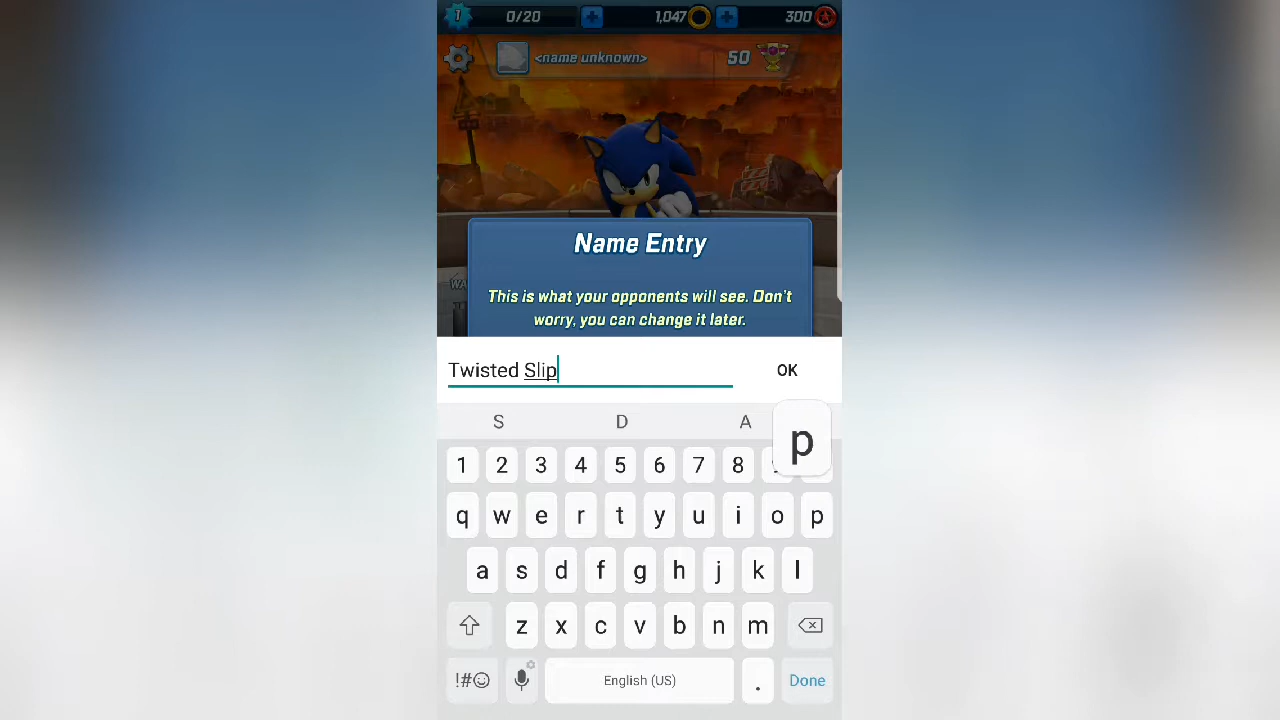 1 0/20 1,047 300
<name unknown> 50
Name Entry
This is what your opponents will see. Don't
worry, you can change it later.
Twisted Slip OK
S D A
p
1 2 3 4 5 6 7 8
q w e r t y u i o p
a s d f g h j k l
z x c v b n m
!#☺ English (US) . Done